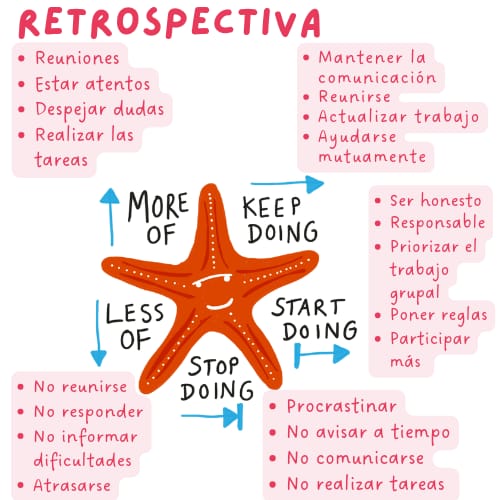 RETROSPECTIVA
• Reuniones
• Estar atentos
• Despejar dudas
• Realizar las
tareas
• Mantener la
comunicación
• Reunirse
• Actualizar trabajo
• Ayudarse
mutuamente
MORE
OF
KEEP
DOING
• Ser honesto
• Responsable
• Priorizar el
trabajo
grupal
• Poner reglas
• Participar
más
LESS
OF
START
DOING
STOP
DOING
• No reunirse
• No responder
• No informar
dificultades
• Atrasarse
• Procrastinar
• No avisar a tiempo
• No comunicarse
• No realizar tareas